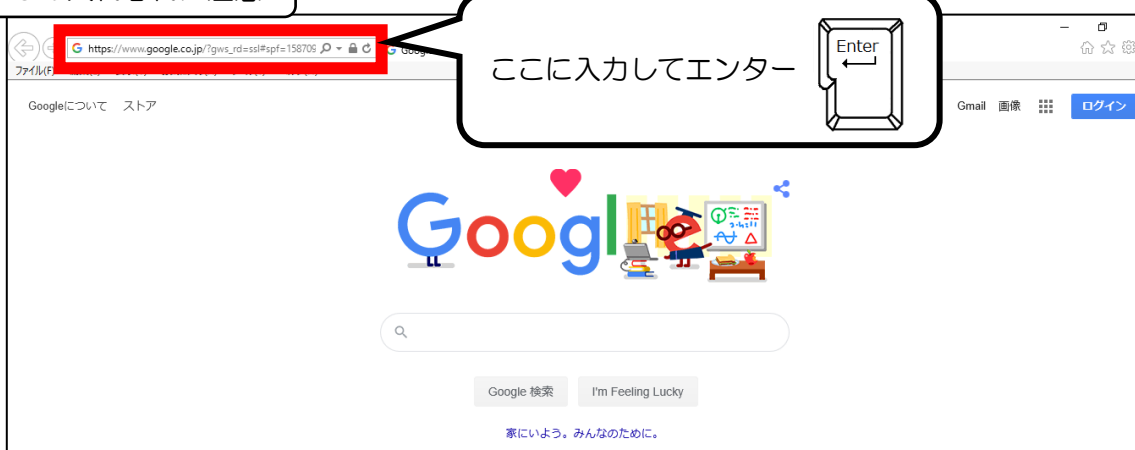 https://www.google.co.jp/?gws_rd=ssl#spf=158709
ここに入力してエンター
Enter
ファイル(F)
Googleについて ストア
Gmail 画像 ログイン
Google
Google 検索 I'm Feeling Lucky
家にいよう。みんなのために。